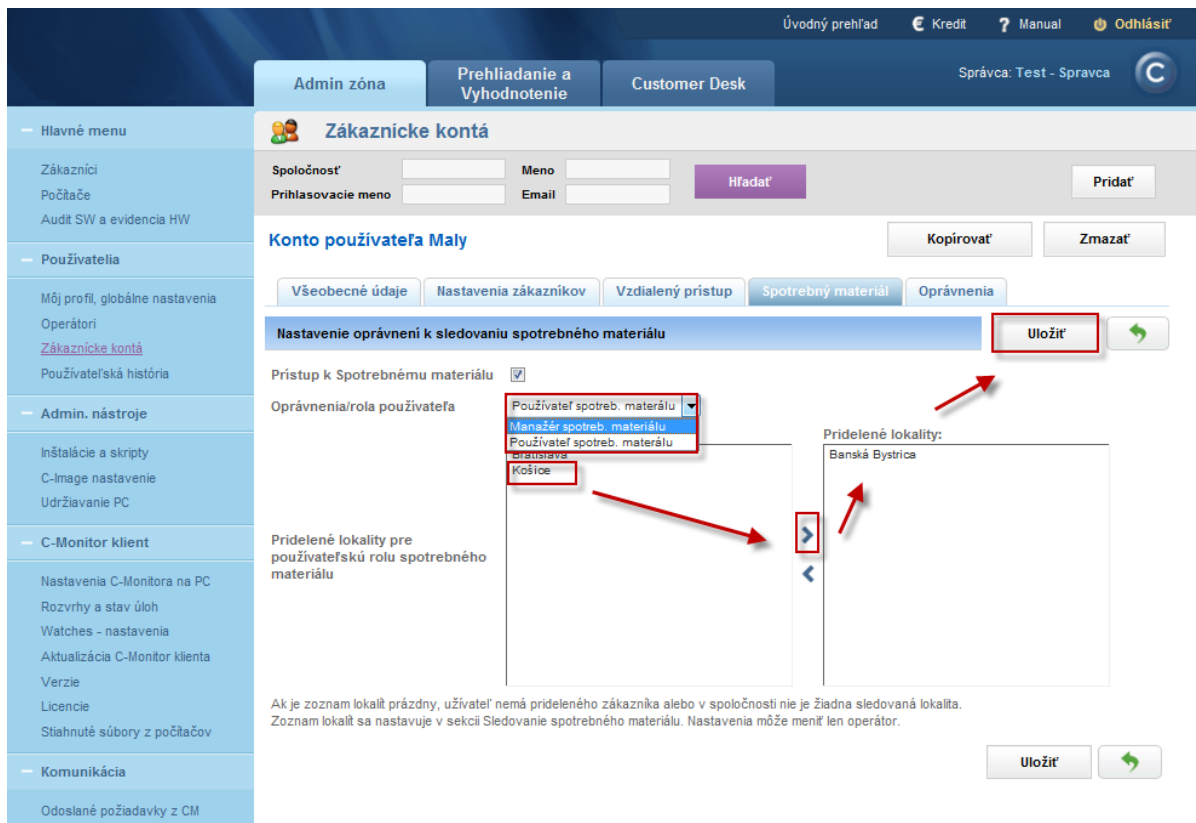 Úvodný prehľad
€ Kredit
? Manual
Odhlásiť
Admin zóna
Prehliadanie a
Vyhodnotenie
Customer Desk
Správca: Test - Spravca
C
Hlavné menu
Zákazníci
Počítače
Audit SW a evidencia HW
Používatelia
Môj profil, globálne nastavenia
Operátori
Zákaznícke kontá
Používateľská história
Admin. nástroje
Inštalácie a skripty
C-Image nastavenie
Udržiavanie PC
C-Monitor klient
Nastavenia C-Monitora na PC
Rozvrhy a stav úloh
Watches - nastavenia
Aktualizácia C-Monitor klienta
Verzie
Licencie
Stiahnuté súbory z počítačov
Komunikácia
Odoslané požiadavky z CM
Zákaznícke kontá
Spoločnosť
Meno
Prihlasovacie meno
Email
Hľadať
Pridať
Konto používateľa Maly
Kopírovať
Zmazať
Všeobecné údaje
Nastavenia zákazníkov
Vzdialený prístup
Spotrebný materiál
Oprávnenia
Nastavenie oprávnení k sledovaniu spotrebného materiálu
Uložiť
Prístup k Spotrebnému materiálu
Oprávnenia/rola používateľa
Používateľ spotreb. materálu
Manažér spotreb. materiálu
Používateľ spotreb. materálu
Bratislava
Košice
Pridelené lokality:
Banská Bystrica
Pridelené lokality pre
používateľskú rolu spotrebného
materiálu
Ak je zoznam lokalít prázdny, užívateľ nemá prideleného zákazníka alebo v spoločnosti nie je žiadna sledovaná lokalita.
Zoznam lokalít sa nastavuje v sekcii Sledovanie spotrebného materiálu. Nastavenia môže meniť len operátor.
Uložiť